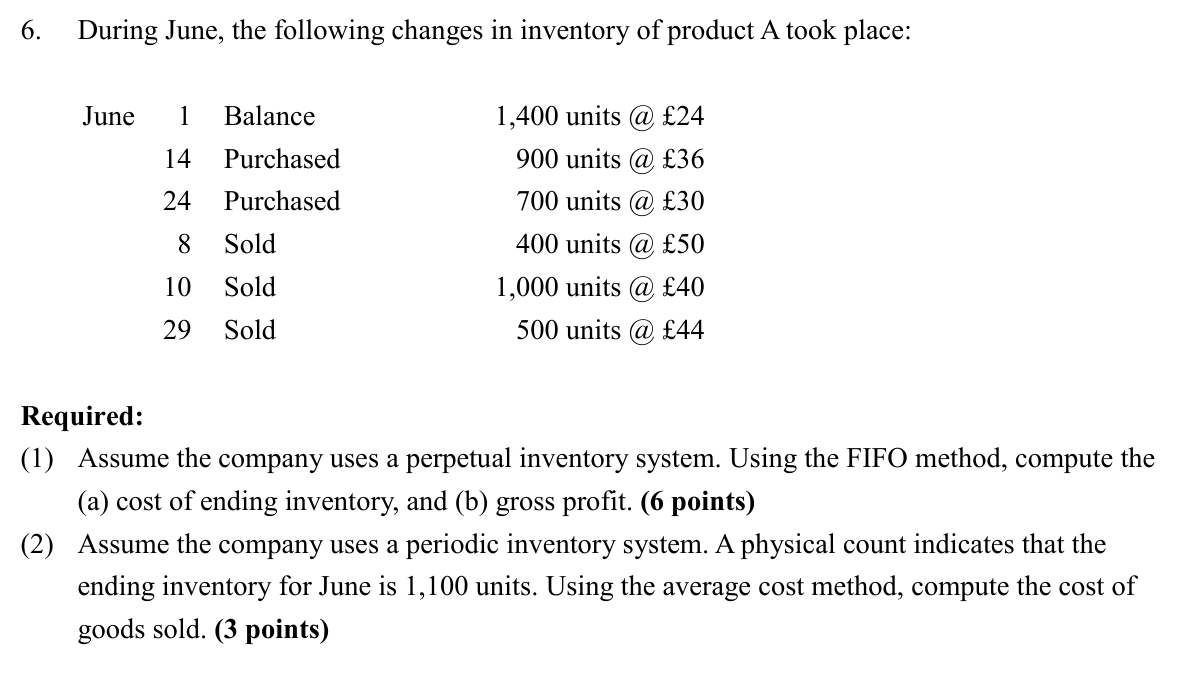 6. During June, the following changes in inventory of product A took place:
June 1 Balance 1,400 units @ £24
14 Purchased 900 units @ £36
24 Purchased 700 units @ £30
8 Sold 400 units @ £50
10 Sold 1,000 units @ £40
29 Sold 500 units @ £44
Required:
(1) Assume the company uses a perpetual inventory system. Using the FIFO method, compute the
(a) cost of ending inventory, and (b) gross profit. (6 points)
(2) Assume the company uses a periodic inventory system. A physical count indicates that the
ending inventory for June is 1,100 units. Using the average cost method, compute the cost of
goods sold. (3 points)